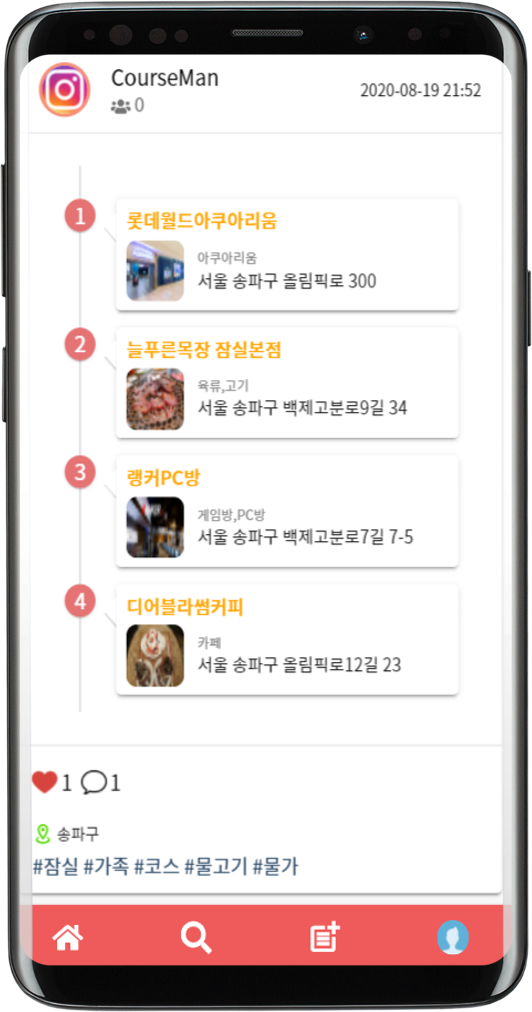 CourseMan
0
2020-08-19 21:52
1
롯데월드아쿠아리움
아쿠아리움
서울 송파구 올림픽로 300
2
늘푸른목장 잠실본점
육류,고기
서울 송파구 백제고분로9길 34
3
랭커PC방
게임방,PC방
서울 송파구 백제고분로7길 7-5
4
디어블라썸커피
카페
서울 송파구 올림픽로12길 23
1 1
송파구
#잠실 #가족 #코스 #물고기 #물가